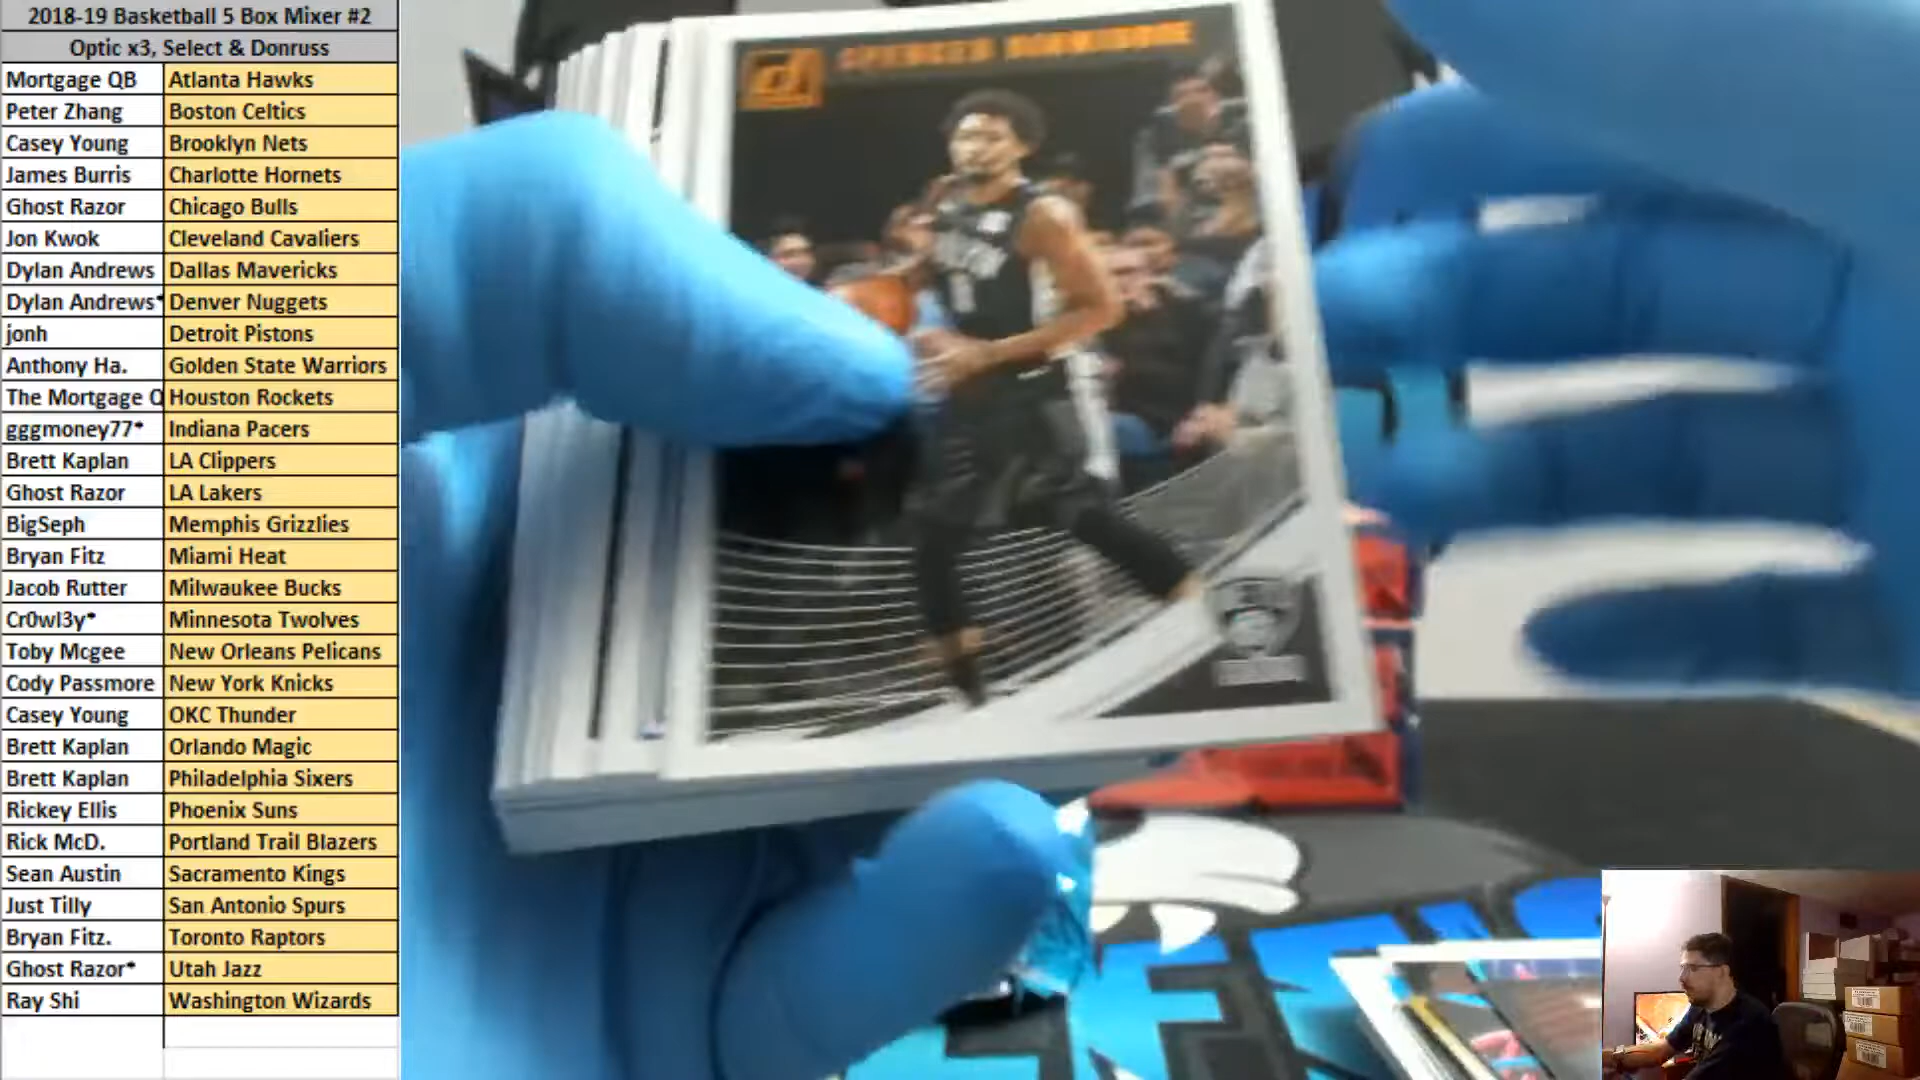 2018-19 Basketball 5 Box Mixer #2
Optic x3, Select & Donruss
Mortgage QB Atlanta Hawks
Peter Zhang Boston Celtics
Casey Young Brooklyn Nets
James Burris Charlotte Hornets
Ghost Razor Chicago Bulls
Jon Kwok Cleveland Cavaliers
Dylan Andrews Dallas Mavericks
Dylan Andrews* Denver Nuggets
jonh Detroit Pistons
Anthony Ha. Golden State Warriors
The Mortgage Q Houston Rockets
gggmoney77* Indiana Pacers
Brett Kaplan LA Clippers
Ghost Razor LA Lakers
BigSeph Memphis Grizzlies
Bryan Fitz Miami Heat
Jacob Rutter Milwaukee Bucks
Cr0wl3y* Minnesota Twolves
Toby Mcgee New Orleans Pelicans
Cody Passmore New York Knicks
Casey Young OKC Thunder
Brett Kaplan Orlando Magic
Brett Kaplan Philadelphia Sixers
Rickey Ellis Phoenix Suns
Rick McD. Portland Trail Blazers
Sean Austin Sacramento Kings
Just Tilly San Antonio Spurs
Bryan Fitz. Toronto Raptors
Ghost Razor* Utah Jazz
Ray Shi Washington Wizards
SPENCER DINWIDDIE